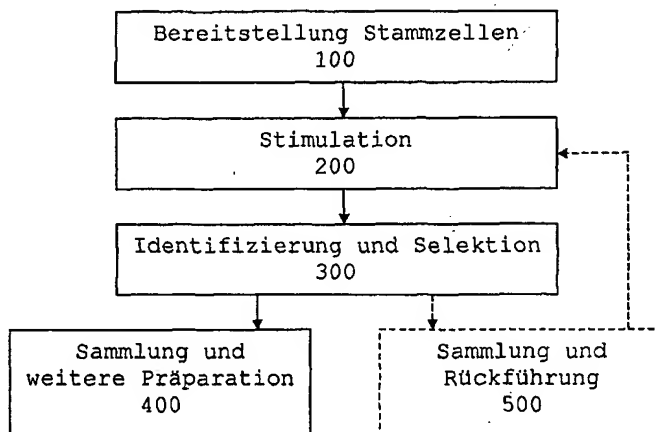 Bereitstellung Stammzellen
100
Stimulation
200
Identifizierung und Selektion
300
Sammlung und
weitere Präparation
400
Sammlung und
Rückführung
500